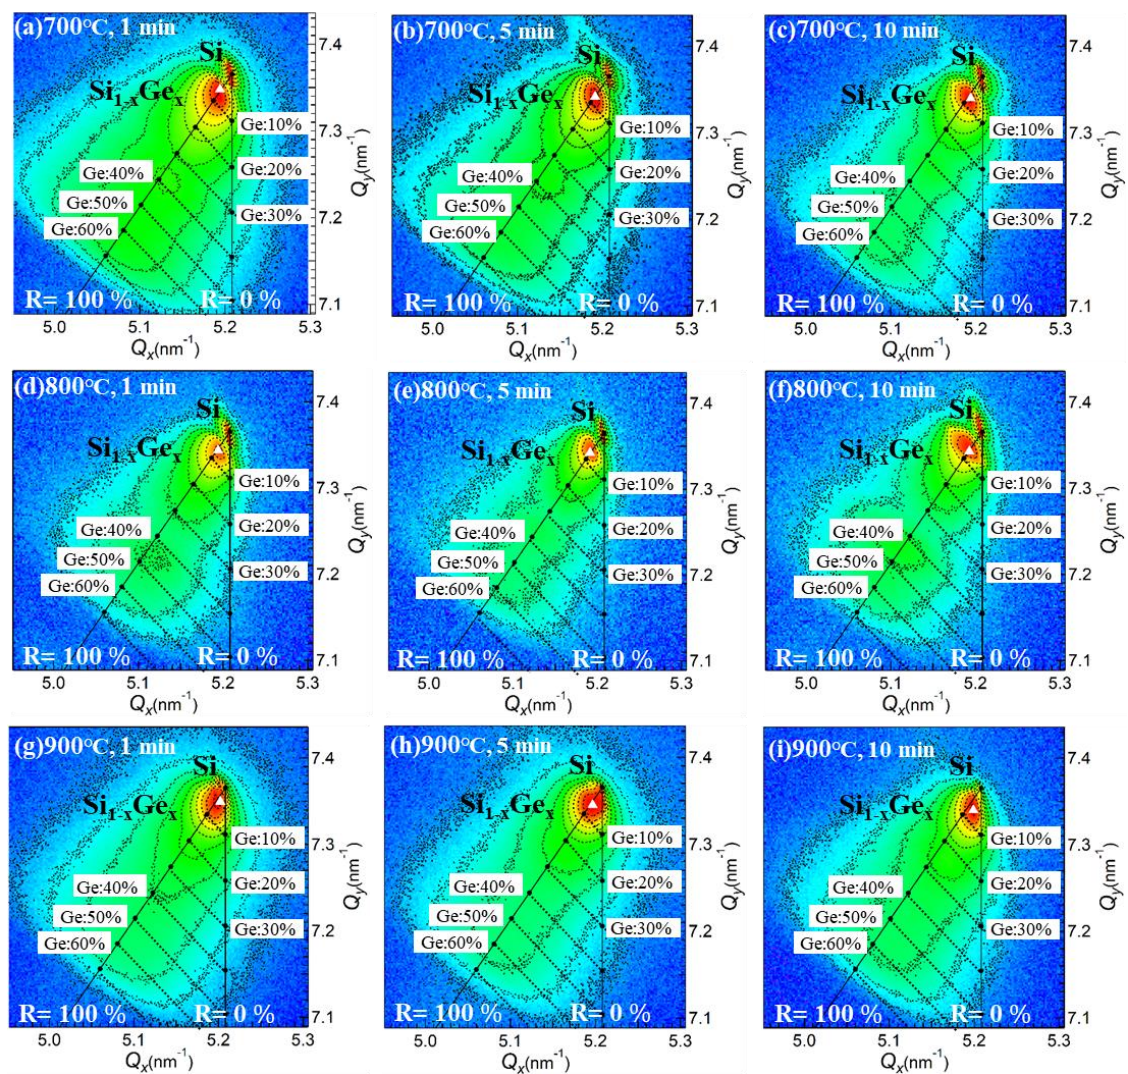 (a)700°C, 1 min
Si
Si1-xGex
Ge:10%
Ge:20%
Ge:30%
Ge:40%
Ge:50%
Ge:60%
R= 100 %
R= 0 %
7.4
7.3
7.2
7.1
Qy(nm-1)
5.0
5.1
5.2
5.3
Qx(nm-1)
(b)700°C, 5 min
Si
Si1-xGex
Ge:10%
Ge:20%
Ge:30%
Ge:40%
Ge:50%
Ge:60%
R= 100 %
R= 0 %
7.4
7.3
7.2
7.1
Qy(nm-1)
5.0
5.1
5.2
5.3
Qx(nm-1)
(c)700°C, 10 min
Si
Si1-xGex
Ge:10%
Ge:20%
Ge:30%
Ge:40%
Ge:50%
Ge:60%
R= 100 %
R= 0 %
7.4
7.3
7.2
7.1
Qy(nm-1)
5.0
5.1
5.2
5.3
Qx(nm-1)
(d)800°C, 1 min
Si
Si1-xGex
Ge:10%
Ge:20%
Ge:30%
Ge:40%
Ge:50%
Ge:60%
R= 100 %
R= 0 %
7.4
7.3
7.2
7.1
Qy(nm-1)
5.0
5.1
5.2
5.3
Qx(nm-1)
(e)800°C, 5 min
Si
Si1-xGex
Ge:10%
Ge:20%
Ge:30%
Ge:40%
Ge:50%
Ge:60%
R= 100 %
R= 0 %
7.4
7.3
7.2
7.1
Qy(nm-1)
5.0
5.1
5.2
5.3
Qx(nm-1)
(f)800°C, 10 min
Si
Si1-xGex
Ge:10%
Ge:20%
Ge:30%
Ge:40%
Ge:50%
Ge:60%
R= 100 %
R= 0 %
7.4
7.3
7.2
7.1
Qy(nm-1)
5.0
5.1
5.2
5.3
Qx(nm-1)
(g)900°C, 1 min
Si
Si1-xGex
Ge:10%
Ge:20%
Ge:30%
Ge:40%
Ge:50%
Ge:60%
R= 100 %
R= 0 %
7.4
7.3
7.2
7.1
Qy(nm-1)
5.0
5.1
5.2
5.3
Qx(nm-1)
(h)900°C, 5 min
Si
Si1-xGex
Ge:10%
Ge:20%
Ge:30%
Ge:40%
Ge:50%
Ge:60%
R= 100 %
R= 0 %
7.4
7.3
7.2
7.1
Qy(nm-1)
5.0
5.1
5.2
5.3
Qx(nm-1)
(i)900°C, 10 min
Si
Si1-xGex
Ge:10%
Ge:20%
Ge:30%
Ge:40%
Ge:50%
Ge:60%
R= 100 %
R= 0 %
7.4
7.3
7.2
7.1
Qy(nm-1)
5.0
5.1
5.2
5.3
Qx(nm-1)